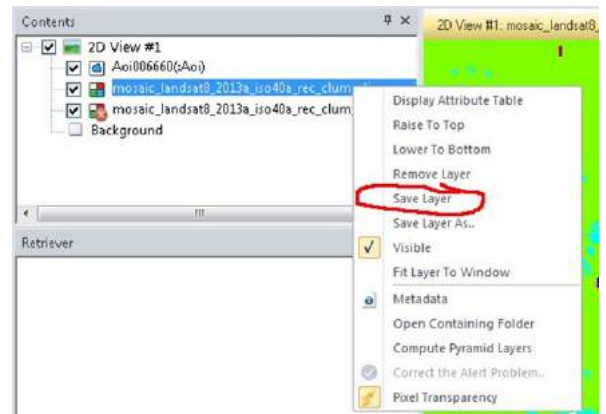 Contents
2D View #1: mosaic_landsat8_
2D View #1
Aoi006660(:Aoi)
mosaic_landsat8_2013a_iso40a_rec_clum
mosaic_landsat8_2013a_iso40a_rec_clum
Background
Retriever
Display Attribute Table
Raise To Top
Lower To Bottom
Remove Layer
Save Layer
Save Layer As..
Visible
Fit Layer To Window
Metadata
Open Containing Folder
Compute Pyramid Layers
Correct the Alert Problem..
Pixel Transparency